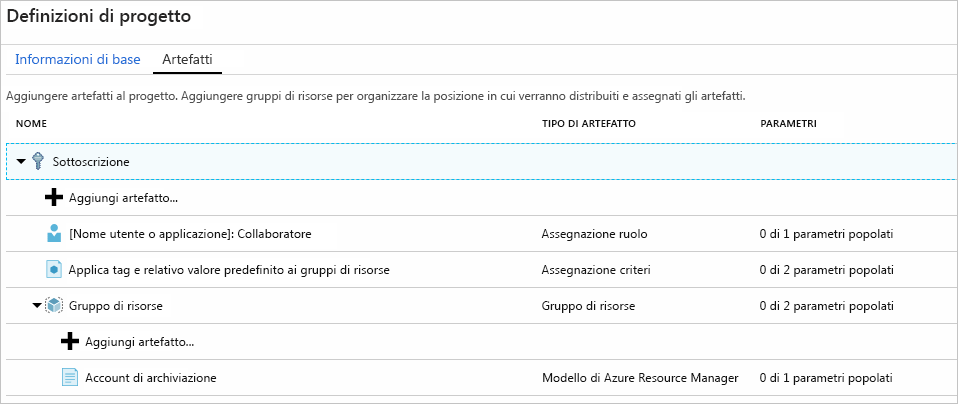 Definizioni di progetto
Informazioni di base Artefatti
Aggiungere artefatti al progetto. Aggiungere gruppi di risorse per organizzare la posizione in cui verranno distribuiti e assegnati gli artefatti.
NOME TIPO DI ARTEFATTO PARAMETRI
Sottoscrizione
Aggiungi artefatto...
[Nome utente o applicazione]: Collaboratore Assegnazione ruolo 0 di 1 parametri popolati
Applica tag e relativo valore predefinito ai gruppi di risorse Assegnazione criteri 0 di 2 parametri popolati
Gruppo di risorse Gruppo di risorse 0 di 2 parametri popolati
Aggiungi artefatto...
Account di archiviazione Modello di Azure Resource Manager 0 di 1 parametri popolati